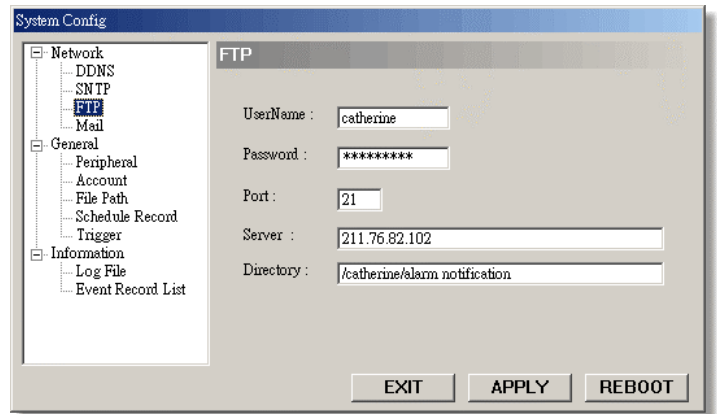 System Config
Network
DDNS
SNTP
FTP
Mail
General
Peripheral
Account
File Path
Schedule Record
Trigger
Information
Log File
Event Record List
FTP
UserName : catherine
Password : *********
Port : 21
Server : 211.76.82.102
Directory : /catherine/alarm notification
EXIT APPLY REBOOT